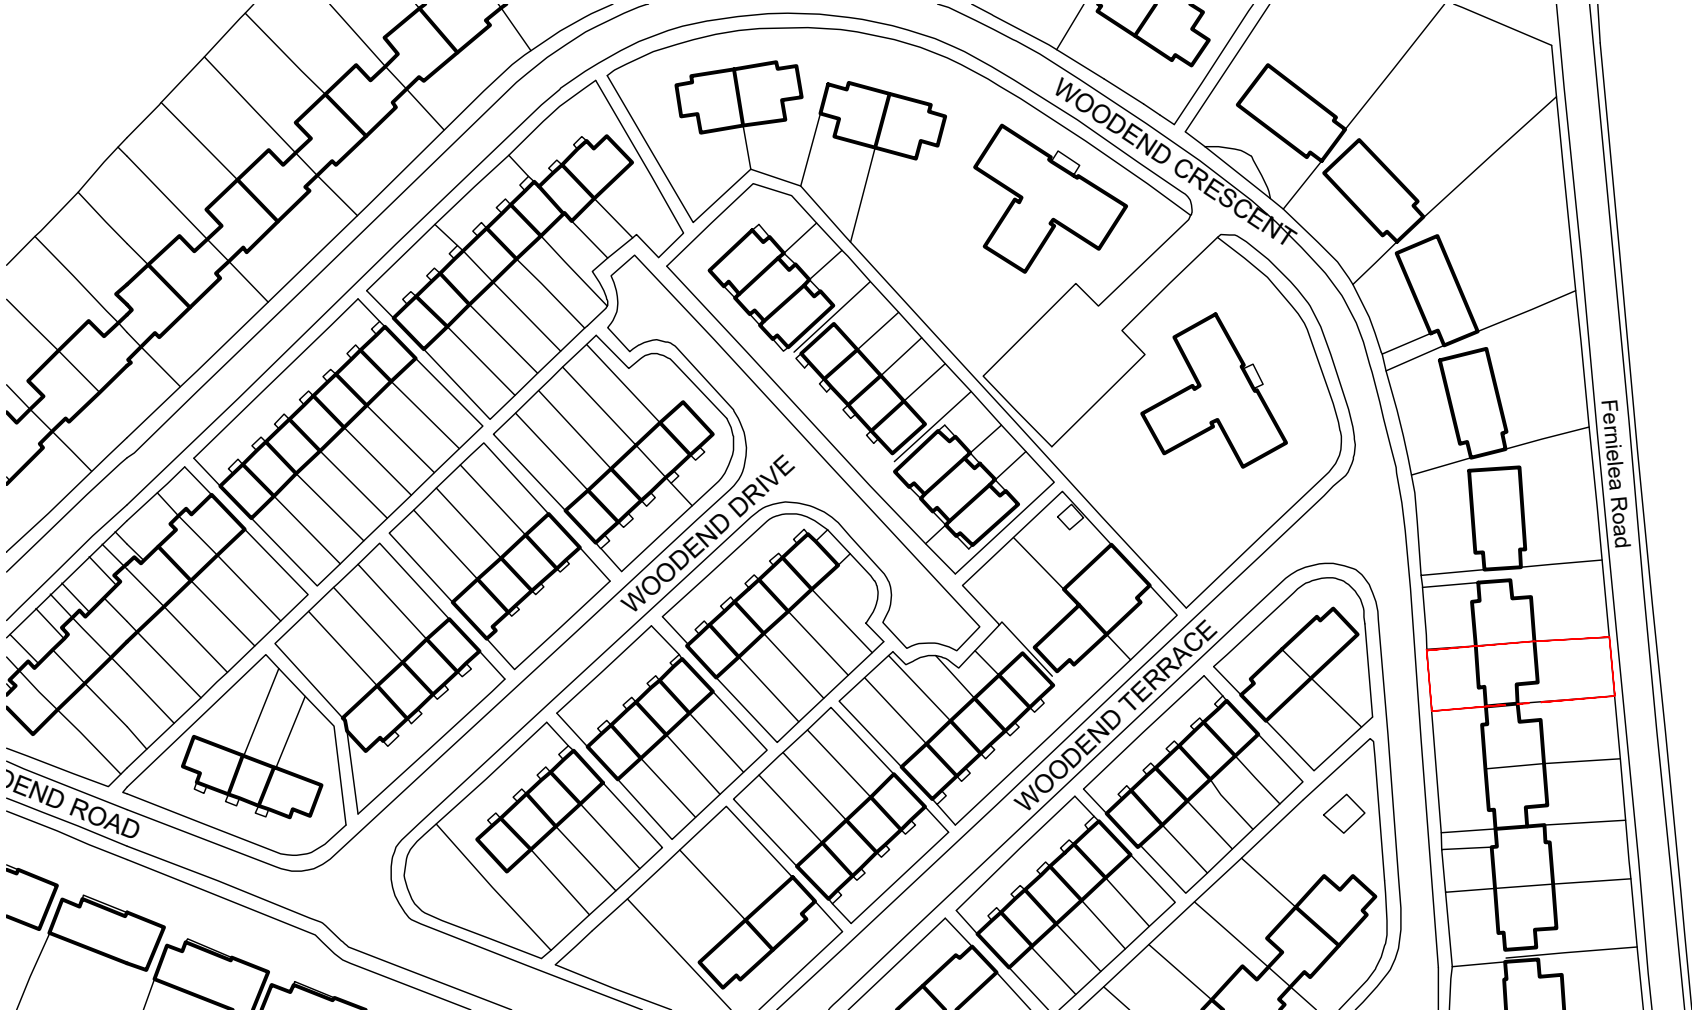 WOODEND CRESCENT
Fernielea Road
WOODEND DRIVE
WOODEND TERRACE
DEND ROAD